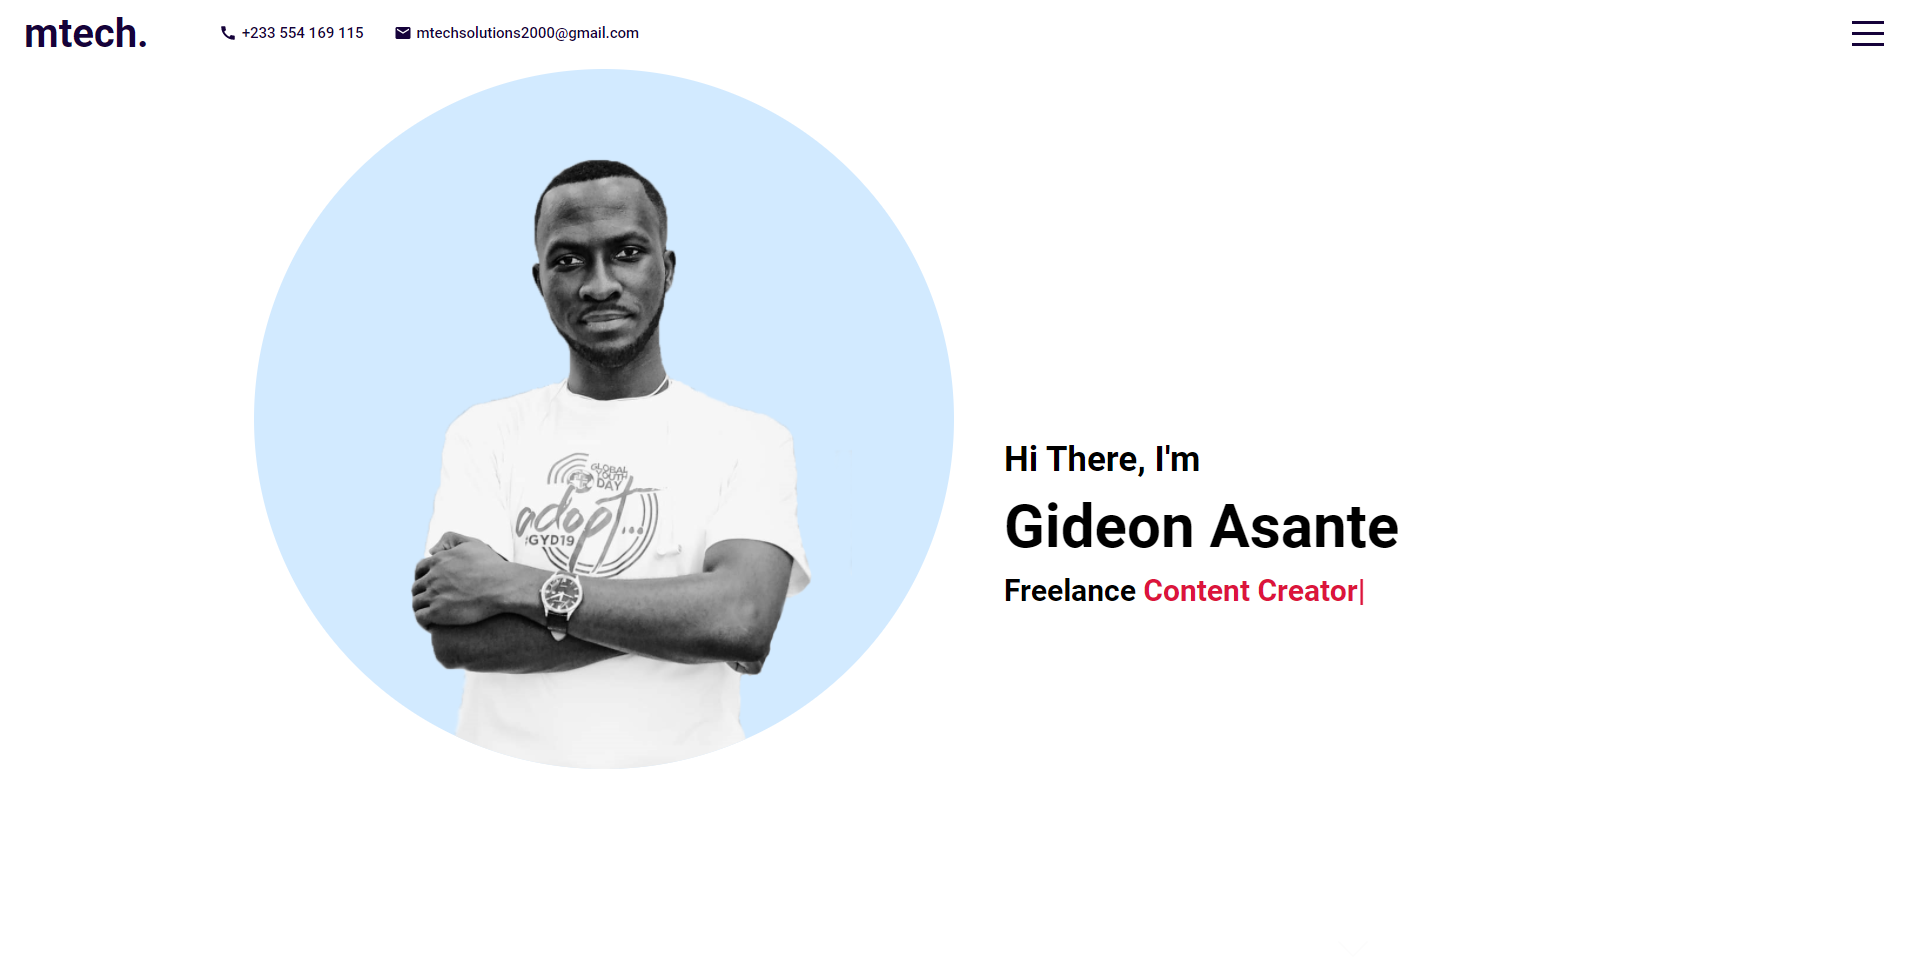 mtech.
+233 554 169 115
mtechsolutions2000@gmail.com
GLOBAL
YOUTH
DAY
adopt...
#GYD19
Hi There, I'm
Gideon Asante
Freelance Content Creator|